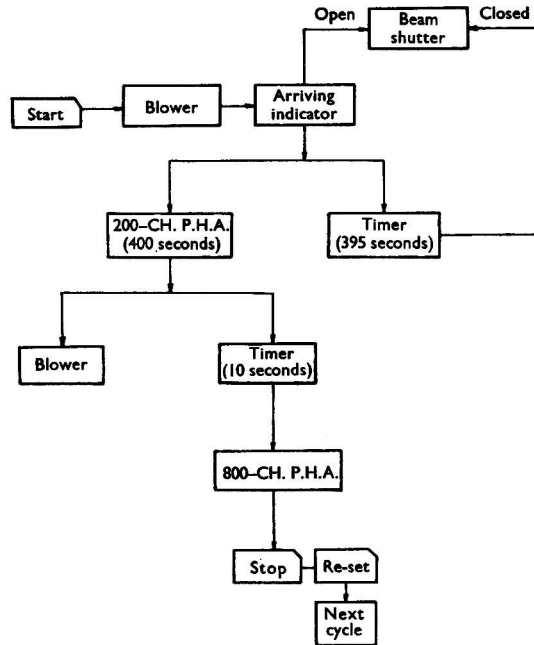 Open
Beam
shutter
Closed
Start
Blower
Arriving
indicator
200–CH. P.H.A.
(400 seconds)
Timer
(395 seconds)
Blower
Timer
(10 seconds)
800–CH. P.H.A.
Stop
Re-set
Next
cycle